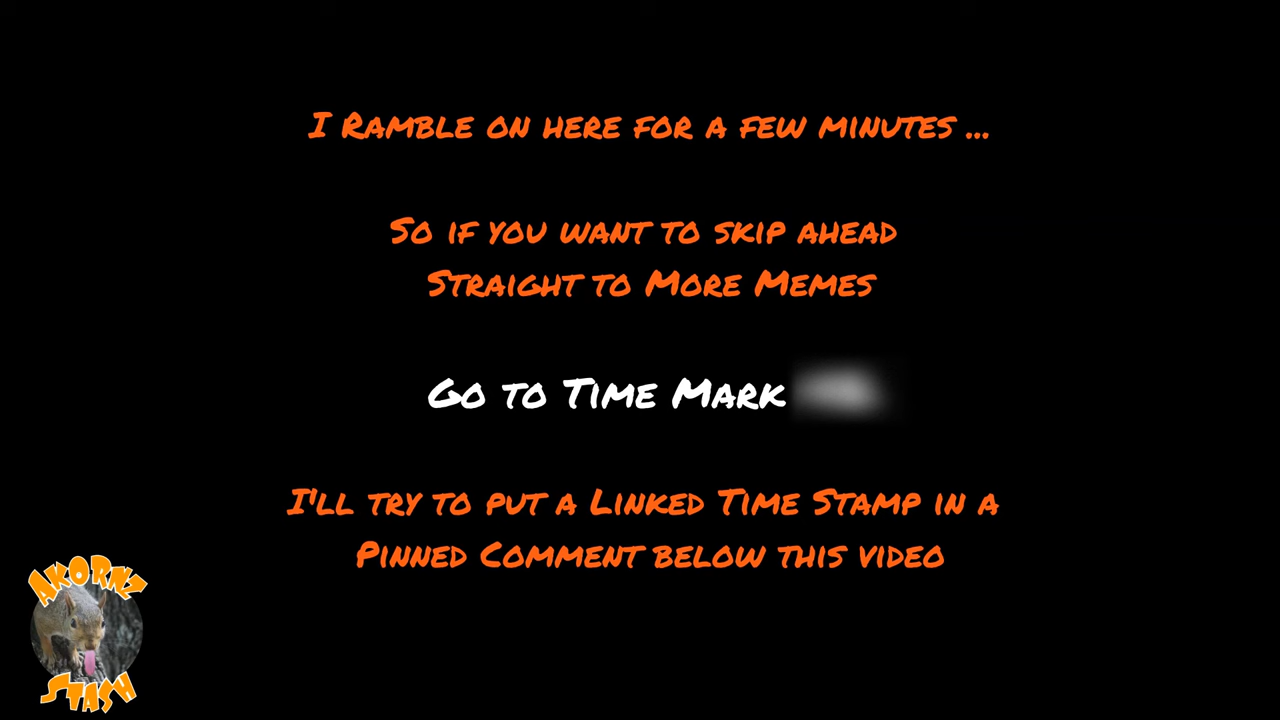 I Ramble on here for a few minutes ...
So if you want to skip ahead
Straight to More Memes
Go to Time Mark
I'll try to put a Linked Time Stamp in a
Pinned Comment below this video
Akornz
Stash